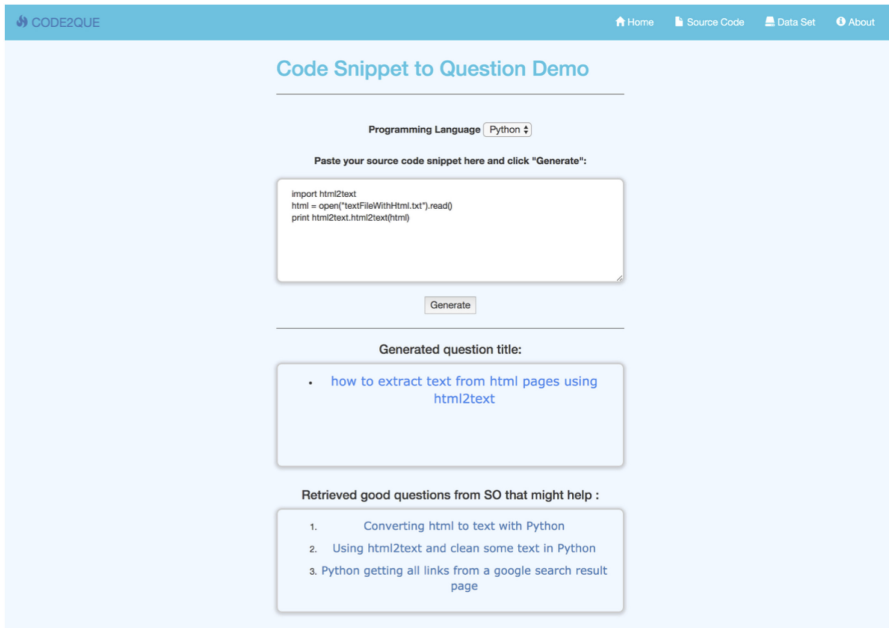 CODE2QUE
Home Source Code Data Set About
Code Snippet to Question Demo
Programming Language Python
Paste your source code snippet here and click "Generate":
import html2text
html = open("textFileWithHtml.txt").read()
print html2text.html2text(html)
Generate
Generated question title:
• how to extract text from html pages using
html2text
Retrieved good questions from SO that might help :
1. Converting html to text with Python
2. Using html2text and clean some text in Python
3. Python getting all links from a google search result
page